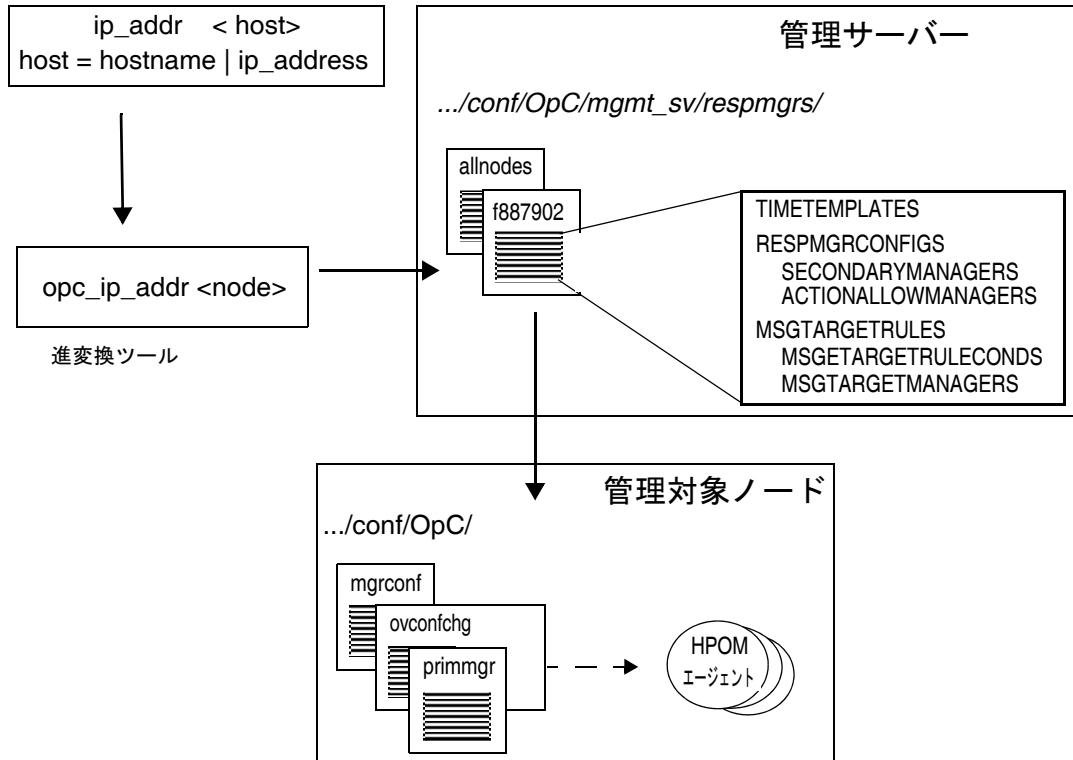 ip_addr < host>
host = hostname | ip_address
opc_ip_addr <node>
進変換ツール
管理サーバー
.../conf/OpC/mgmt_sv/respmgrs/
allnodes
f887902
TIMETEMPLATES
RESPMGRCONFIGS
SECONDARYMANAGERS
ACTIONALLOWMANAGERS
MSGTARGETRULES
MSGETARGETRULECONDS
MSGTARGETMANAGERS
管理対象ノード
.../conf/OpC/
mgrconf
ovconfchg
primmgr
HPOM
エージェント